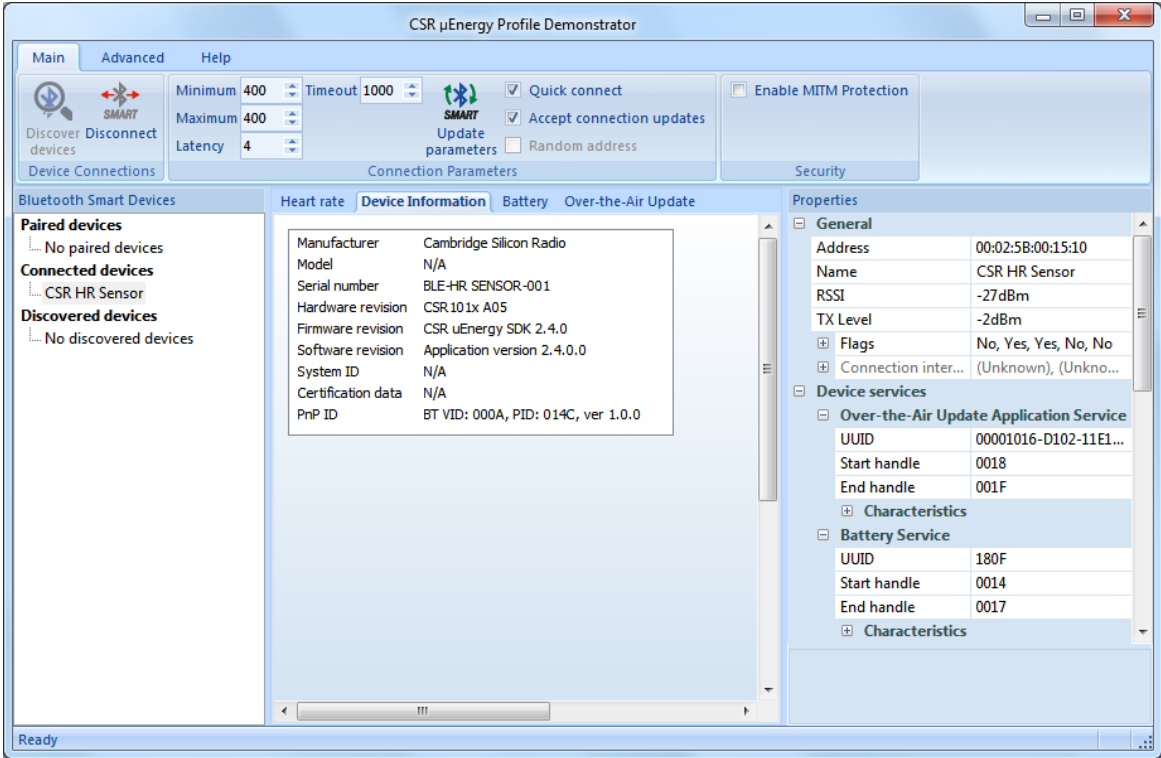 CSR µEnergy Profile Demonstrator
Main Advanced Help
Discover devices
SMART Disconnect
Device Connections
Minimum 400 Timeout 1000
Maximum 400
Latency 4
SMART Update parameters
Quick connect
Accept connection updates
Random address
Connection Parameters
Enable MITM Protection
Security
Bluetooth Smart Devices
Paired devices
No paired devices
Connected devices
CSR HR Sensor
Discovered devices
No discovered devices
Heart rate Device Information Battery Over-the-Air Update
Manufacturer Cambridge Silicon Radio
Model N/A
Serial number BLE-HR SENSOR-001
Hardware revision CSR101x A05
Firmware revision CSR uEnergy SDK 2.4.0
Software revision Application version 2.4.0.0
System ID N/A
Certification data N/A
PnP ID BT VID: 000A, PID: 014C, ver 1.0.0
Properties
General
Address 00:02:5B:00:15:10
Name CSR HR Sensor
RSSI -27dBm
TX Level -2dBm
Flags No, Yes, Yes, No, No
Connection inter... (Unknown), (Unkno...
Device services
Over-the-Air Update Application Service
UUID 00001016-D102-11E1...
Start handle 0018
End handle 001F
Characteristics
Battery Service
UUID 180F
Start handle 0014
End handle 0017
Characteristics
Ready